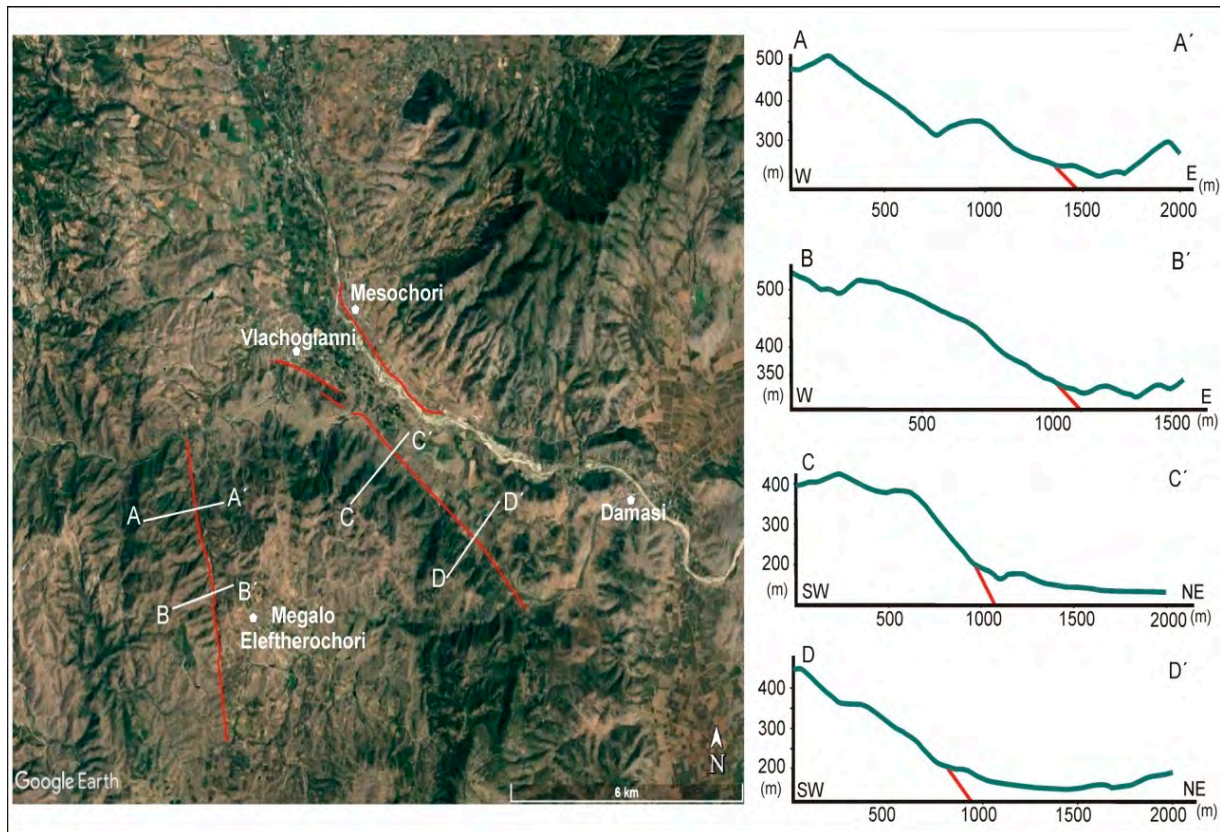 Mesochori
Vlachogianni
C´
A´
A
C
D´
Damasi
D
B´
B
Megalo
Eleftherochori
N
Google Earth
6 km
A
A´
500
400
300
(m)
W
E
(m)
500
1000
1500
2000
B
B´
500
400
350
(m)
W
E
500
1000
1500
(m)
C
C´
400
300
200
(m)
SW
NE
500
1000
1500
2000
(m)
D
D´
400
300
200
(m)
SW
NE
500
1000
1500
2000
(m)